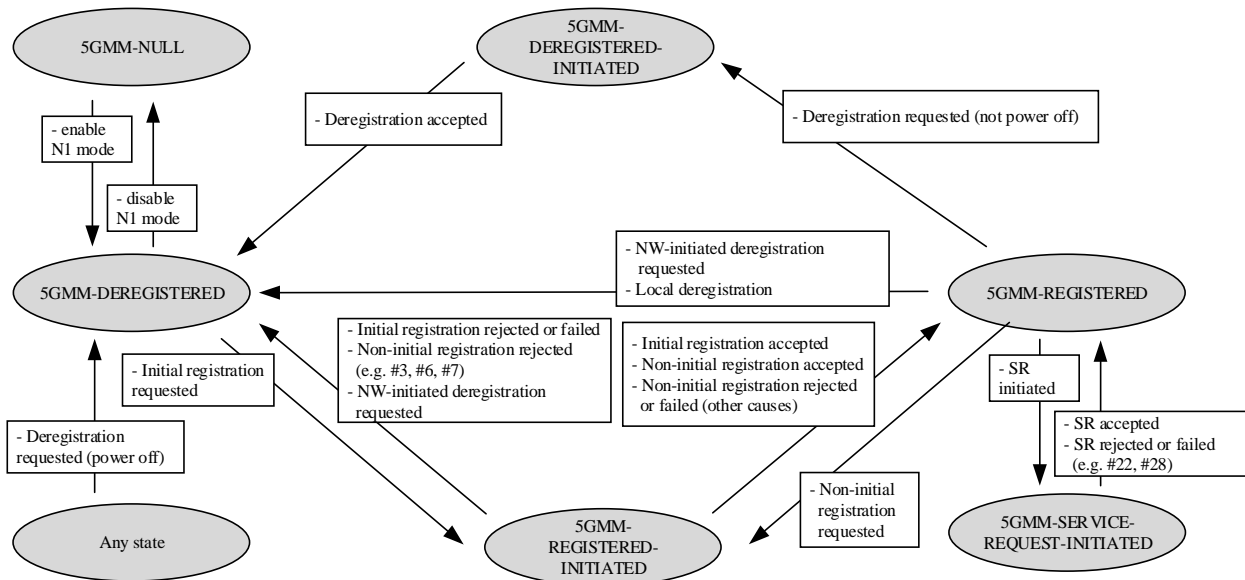 5GMM-NULL
5GMM-
DEREGISTERED-
INITIATED
- enable
N1 mode
- disable
N1 mode
- Deregistration accepted
- Deregistration requested (not power off)
- NW-initiated deregistration
requested
- Local deregistration
5GMM-DEREGISTERED
5GMM-REGISTERED
- Initial registration
requested
- Initial registration rejected or failed
- Non-initial registration rejected
(e.g. #3, #6, #7)
- NW-initiated deregistration
requested
- Initial registration accepted
- Non-initial registration accepted
- Non-initial registration rejected
or failed (other causes)
- SR
initiated
- Deregistration
requested (power off)
- SR accepted
- SR rejected or failed
(e.g. #22, #28)
- Non-initial
registration
requested
Any state
5GMM-
REGISTERED-
INITIATED
5GMM-SERVICE-
REQUEST-INITIATED